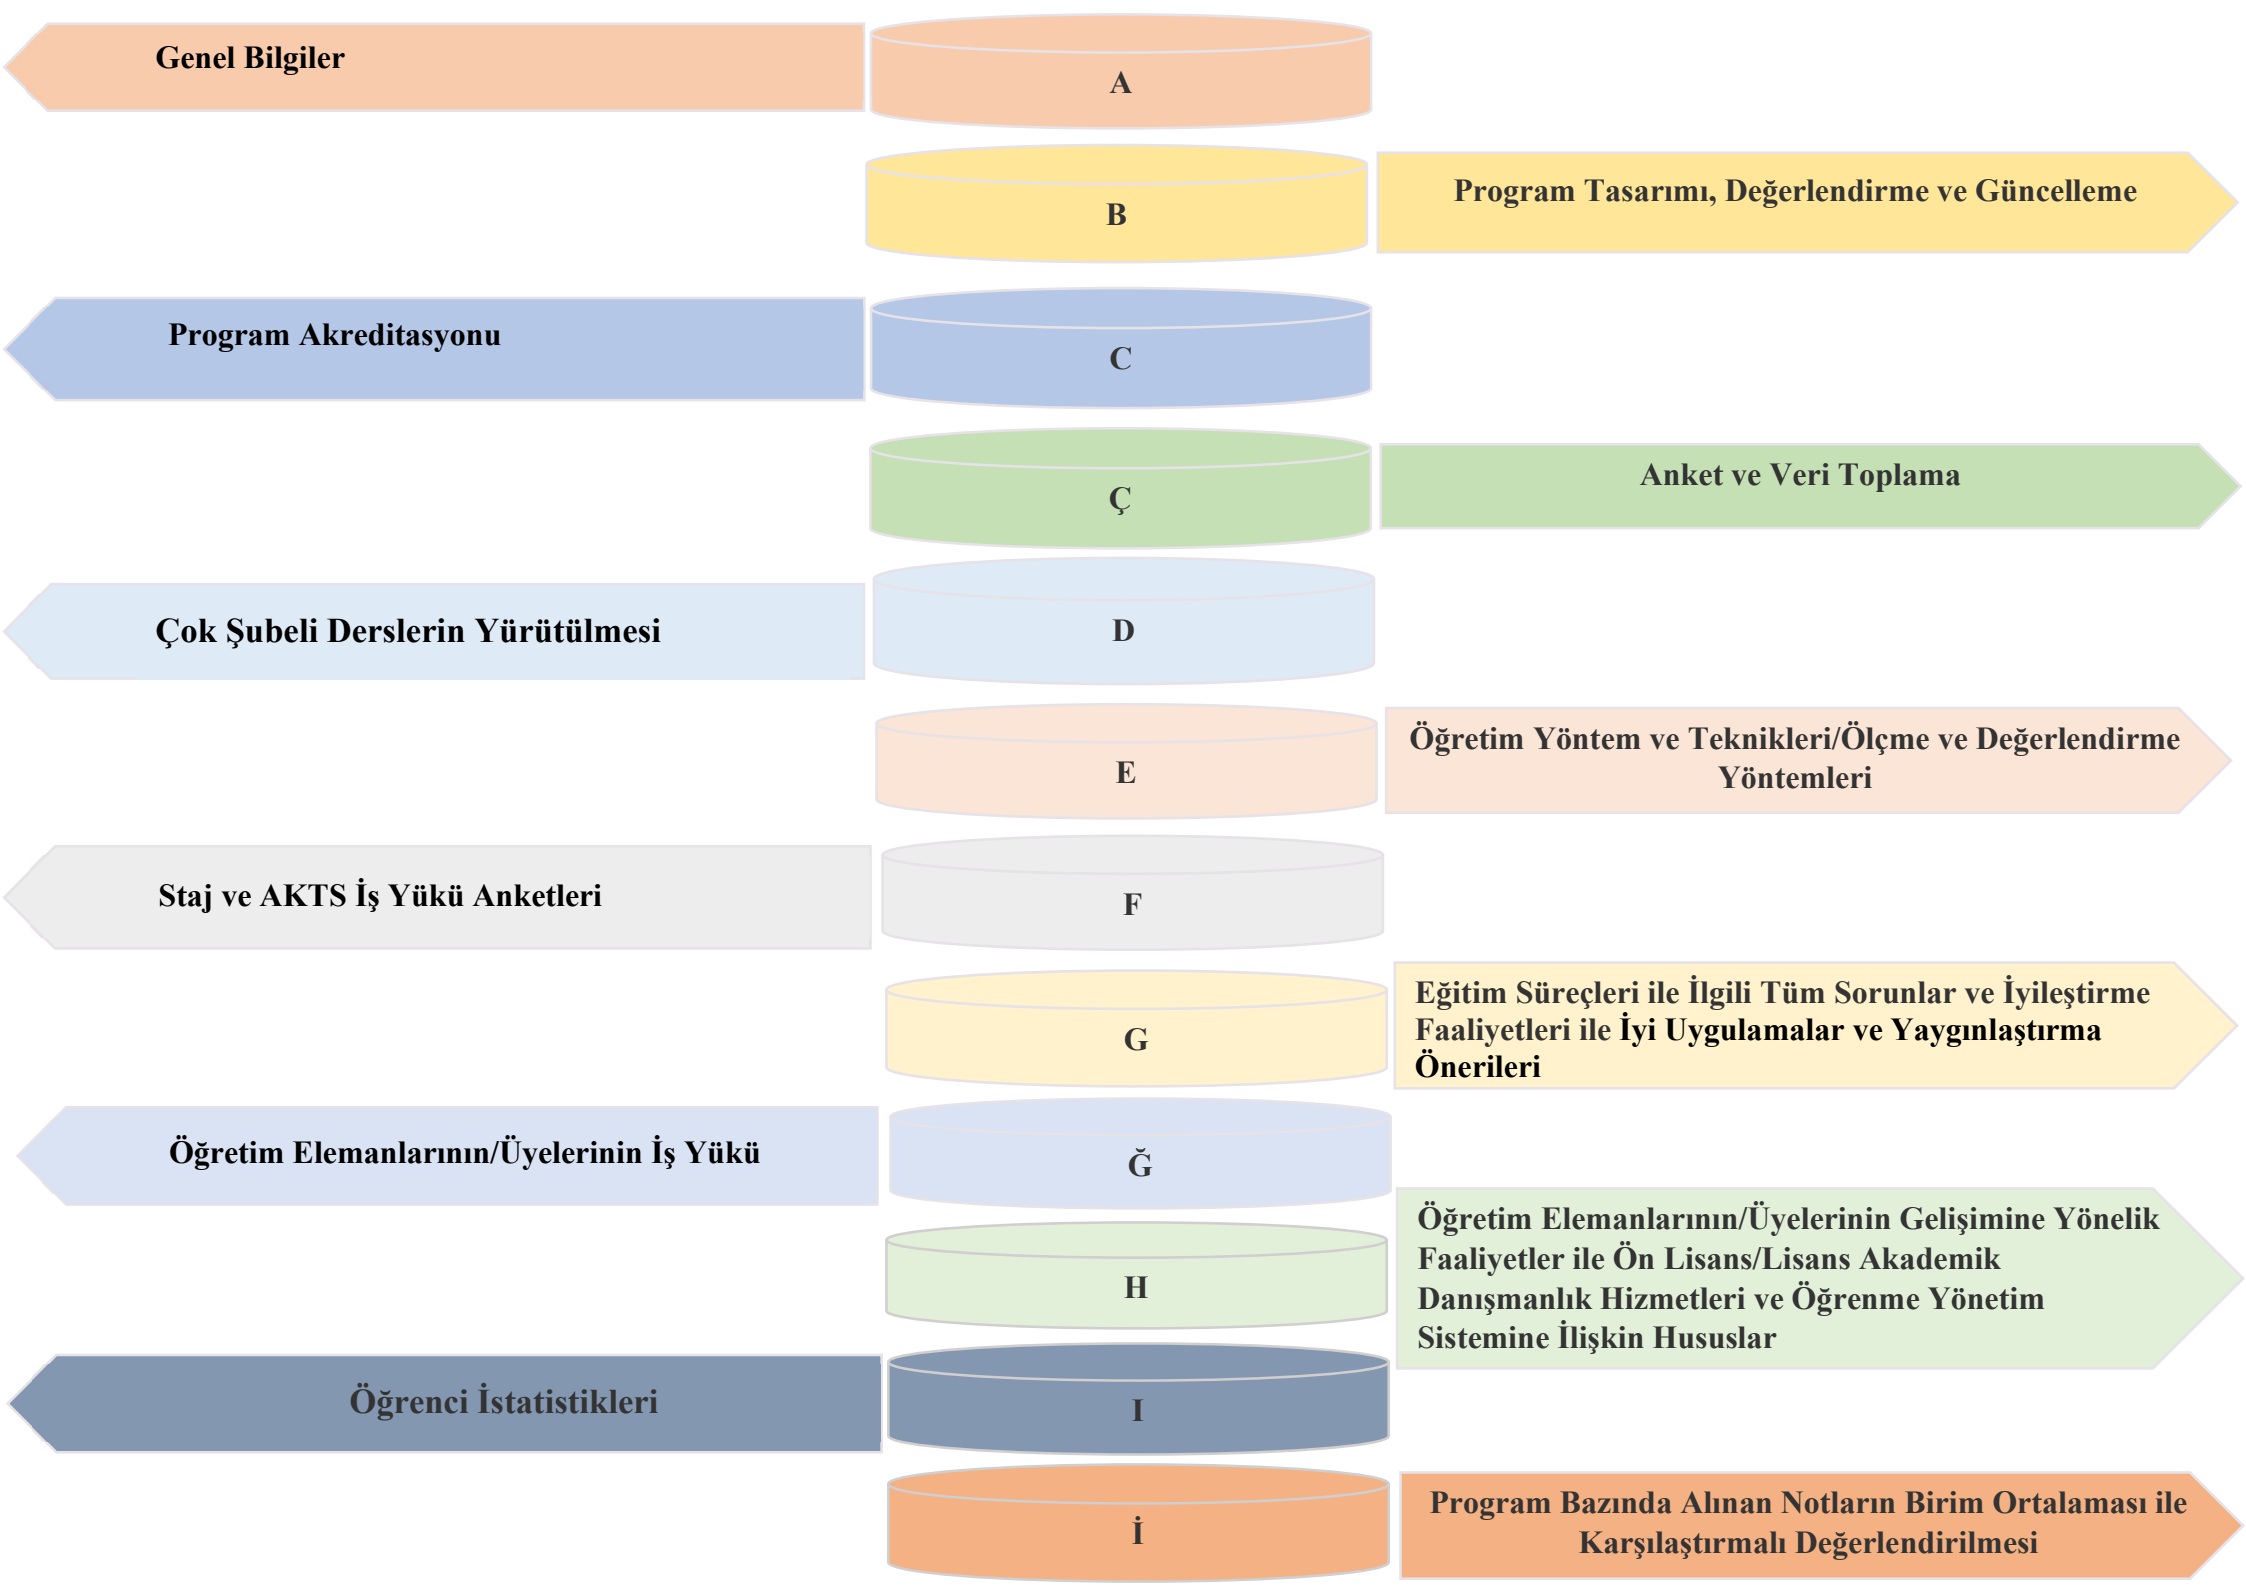 Genel Bilgiler
A
B
Program Tasarımı, Değerlendirme ve Güncelleme
Program Akreditasyonu
C
Ç
Anket ve Veri Toplama
Çok Şubeli Derslerin Yürütülmesi
D
E
Öğretim Yöntem ve Teknikleri/Ölçme ve Değerlendirme
Yöntemleri
Staj ve AKTS İş Yükü Anketleri
F
G
Eğitim Süreçleri ile İlgili Tüm Sorunlar ve İyileştirme
Faaliyetleri ile İyi Uygulamalar ve Yaygınlaştırma
Önerileri
Öğretim Elemanlarının/Üyelerinin İş Yükü
Ğ
H
Öğretim Elemanlarının/Üyelerinin Gelişimine Yönelik
Faaliyetler ile Ön Lisans/Lisans Akademik
Danışmanlık Hizmetleri ve Öğrenme Yönetim
Sistemine İlişkin Hususlar
Öğrenci İstatistikleri
I
İ
Program Bazında Alınan Notların Birim Ortalaması ile
Karşılaştırmalı Değerlendirilmesi